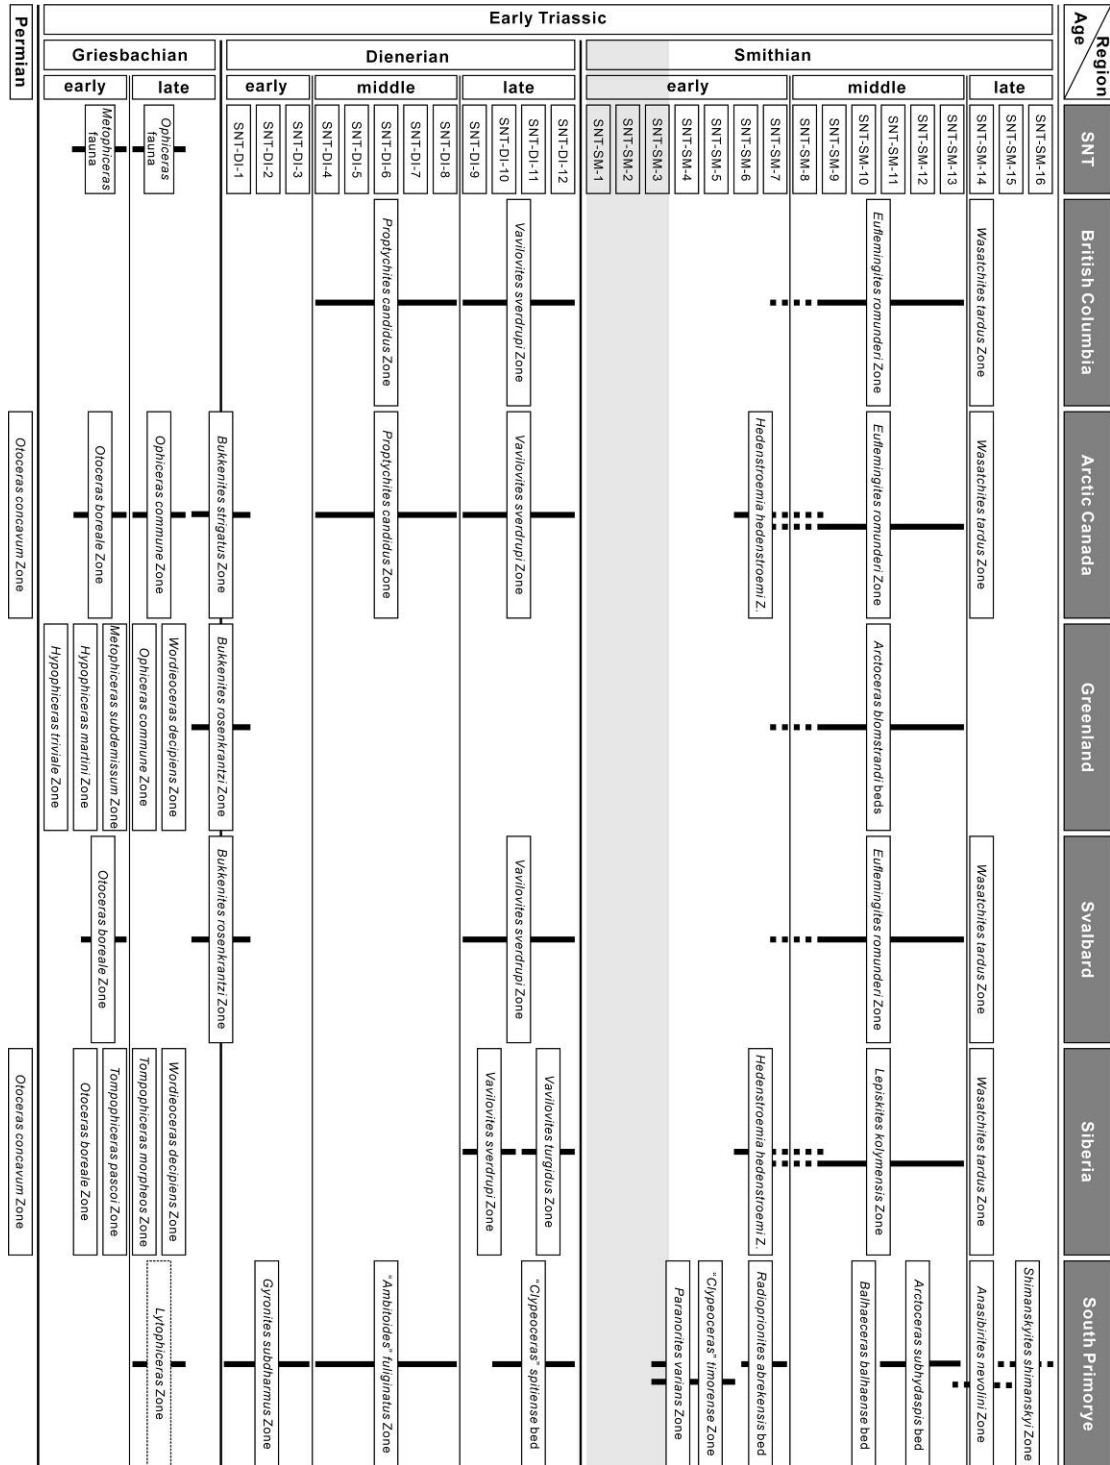 Region
Age
SNT
British Columbia
Arctic Canada
Greenland
Svalbard
Siberia
South Primorye
Early Triassic
Permian
Griesbachian
Dienerian
Smithian
early
late
early
middle
late
early
middle
late
SNT-SM-16
SNT-SM-15
SNT-SM-14
SNT-SM-13
SNT-SM-12
SNT-SM-11
SNT-SM-10
SNT-SM-9
SNT-SM-8
SNT-SM-7
SNT-SM-6
SNT-SM-5
SNT-SM-4
SNT-SM-3
SNT-SM-2
SNT-SM-1
SNT-DI-12
SNT-DI-11
SNT-DI-10
SNT-DI-9
SNT-DI-8
SNT-DI-7
SNT-DI-6
SNT-DI-5
SNT-DI-4
SNT-DI-3
SNT-DI-2
SNT-DI-1
Ophiceras
fauna
Metophiceras
fauna
Wasatchites tardus Zone
Euflemingites romunderi Zone
Vavilovites sverdrupi Zone
Proptychites candidus Zone
Wasatchites tardus Zone
Euflemingites romunderi Zone
Hedenstroemia hedenstroemi Z.
Vavilovites sverdrupi Zone
Proptychites candidus Zone
Bukkenites strigatus Zone
Ophiceras commune Zone
Otoceras boreale Zone
Otoceras concavum Zone
Arctoceras blomstrandi beds
Bukkenites rosenkrantzi Zone
Wordieoceras decipiens Zone
Ophiceras commune Zone
Metophiceras subdemissum Zone
Hypophiceras martini Zone
Hypophiceras triviale Zone
Wasatchites tardus Zone
Euflemingites romunderi Zone
Vavilovites sverdrupi Zone
Bukkenites rosenkrantzi Zone
Otoceras boreale Zone
Wasatchites tardus Zone
Lepiskites kolymensis Zone
Hedenstroemia hedenstroemi Z.
Vavilovites turgidus Zone
Vavilovites sverdrupi Zone
Wordieoceras decipiens Zone
Tompophiceras morpheos Zone
Tompophiceras pascoi Zone
Otoceras boreale Zone
Otoceras concavum Zone
Shimanskyites shimanskyi Zone
Anasibirites nevolini Zone
Arctoceras subhydaspis bed
Balhaeceras balhaense bed
Radioprionites abrekensis bed
"Clypeoceras" timorense Zone
Paranorites varians Zone
"Clypeoceras" spitiense bed
"Ambitoides" fuliginatus Zone
Gyronites subdharmus Zone
Lytophiceras Zone